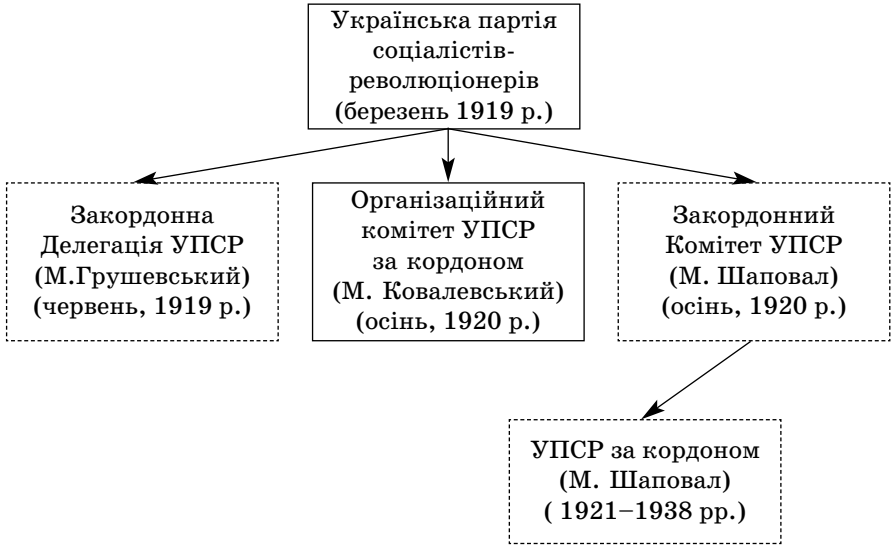 Українська партія
соціалістів-
революціонерів
(березень 1919 р.)
Закордонна
Делегація УПСР
(М.Грушевський)
(червень, 1919 р.)
Організаційний
комітет УПСР
за кордоном
(М. Ковалевський)
(осінь, 1920 р.)
Закордонний
Комітет УПСР
(М. Шаповал)
(осінь, 1920 р.)
УПСР за кордоном
(М. Шаповал)
( 1921–1938 рр.)